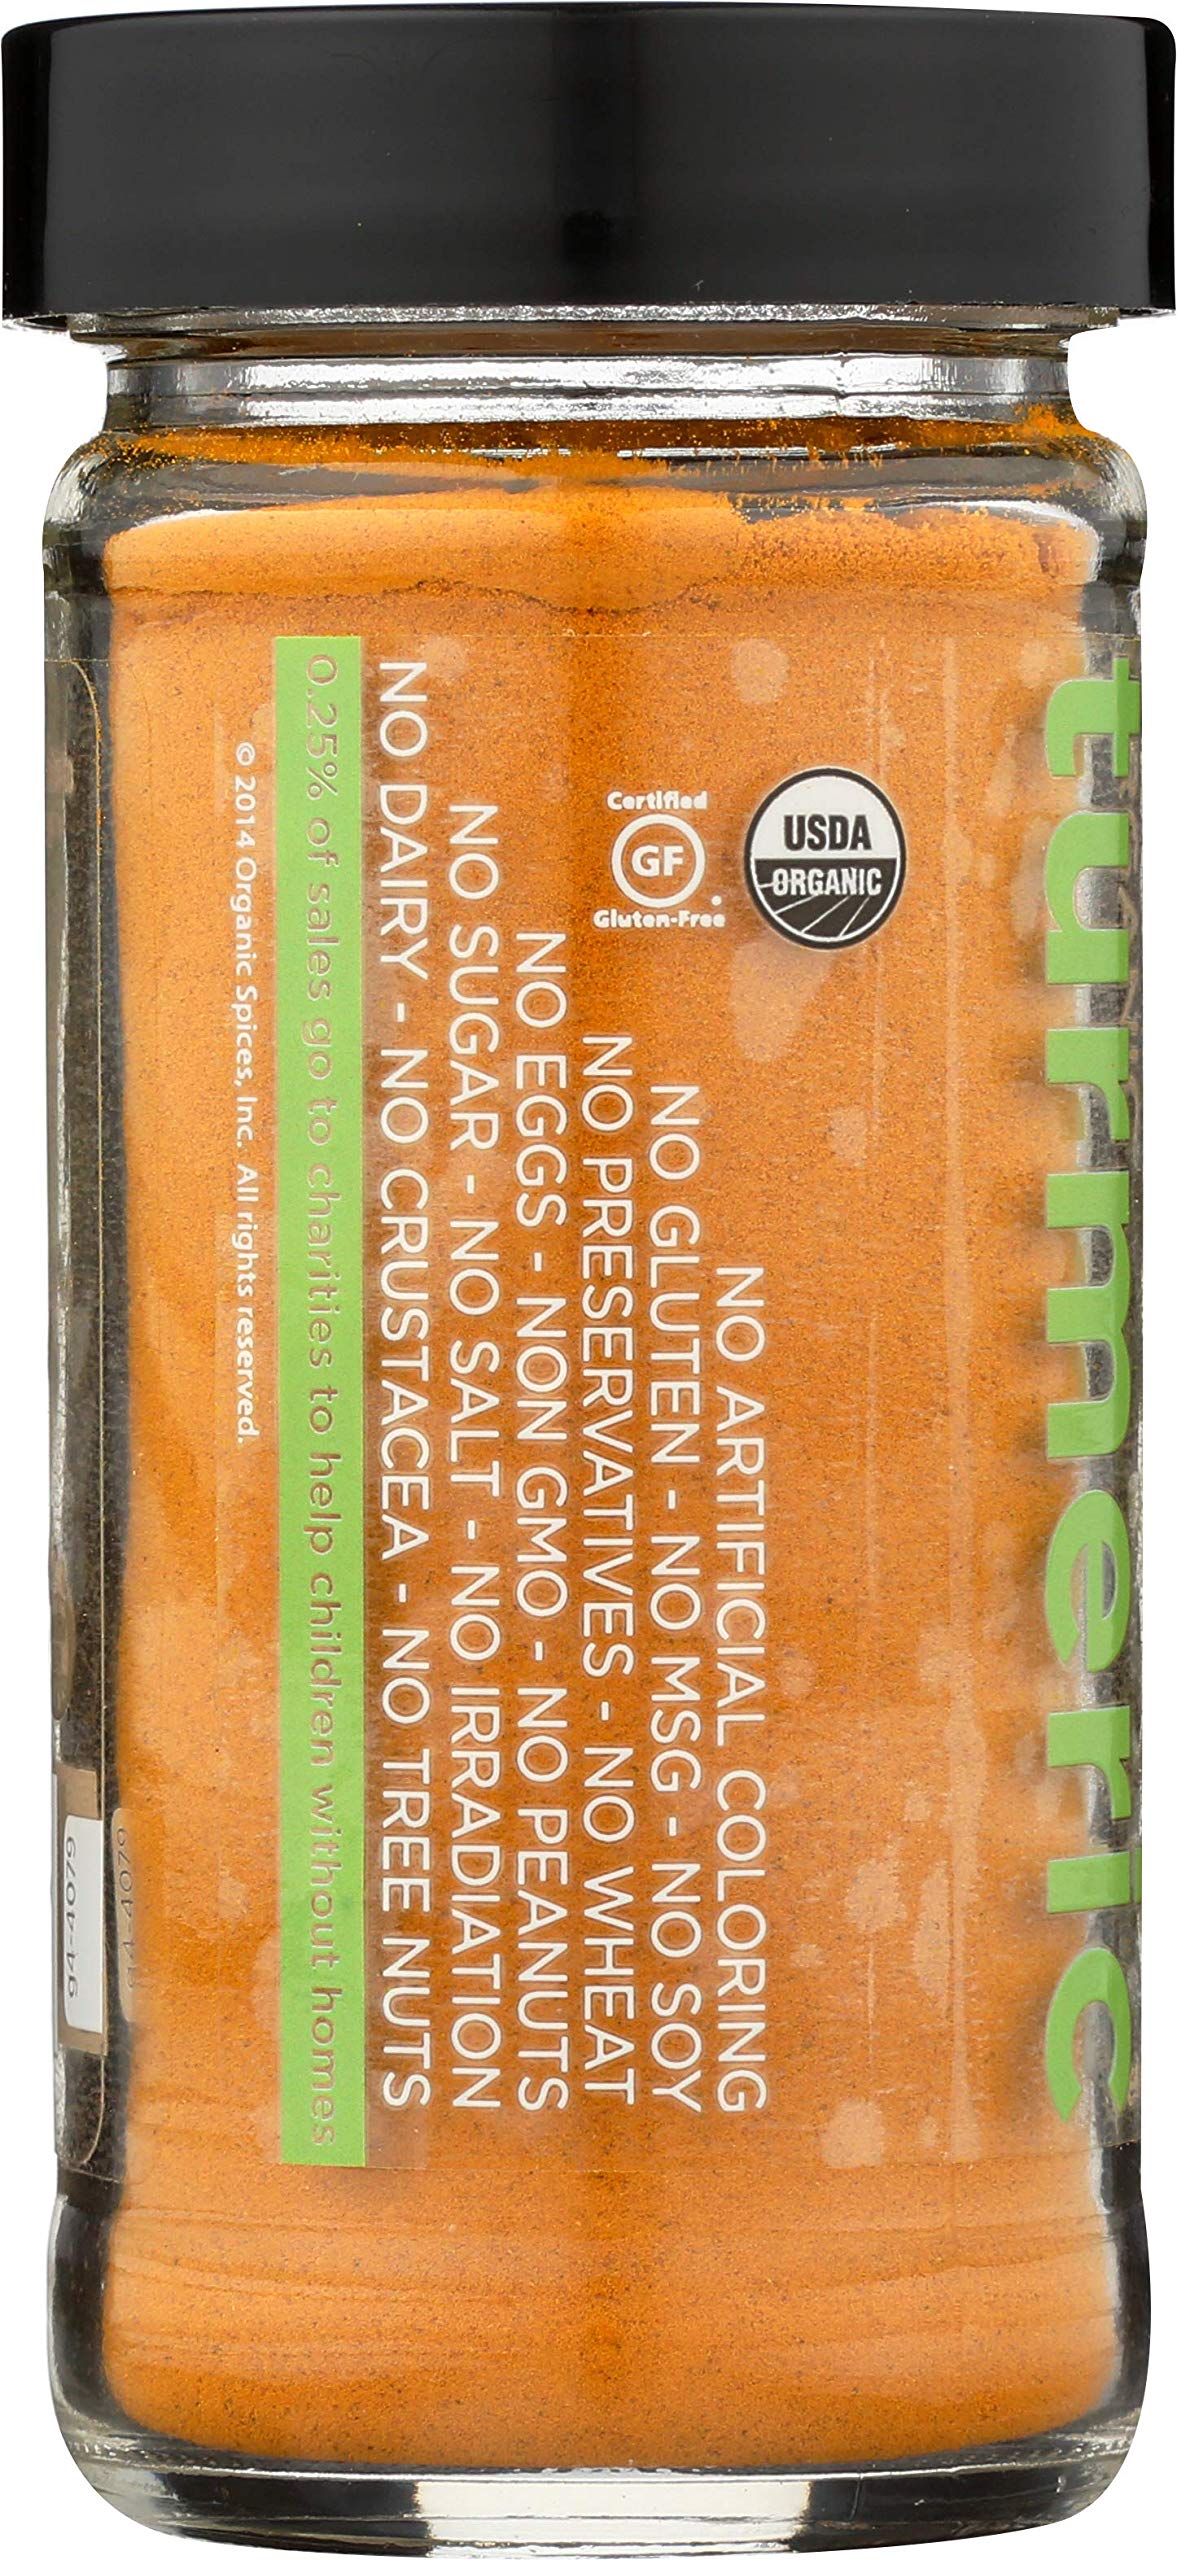 turmeric
USDA
ORGANIC
Certified
GF
Gluten-Free
NO ARTIFICIAL COLORING
NO GLUTEN - NO MSG - NO SOY
NO PRESERVATIVES - NO WHEAT
NO EGGS - NON GMO - NO PEANUTS
NO SUGAR - NO SALT - NO IRRADIATION
NO DAIRY - NO CRUSTACEA - NO TREE NUTS
0.25% of sales go to charities to help children without homes
© 2014 Organic Spices, Inc. All rights reserved.
94-4079